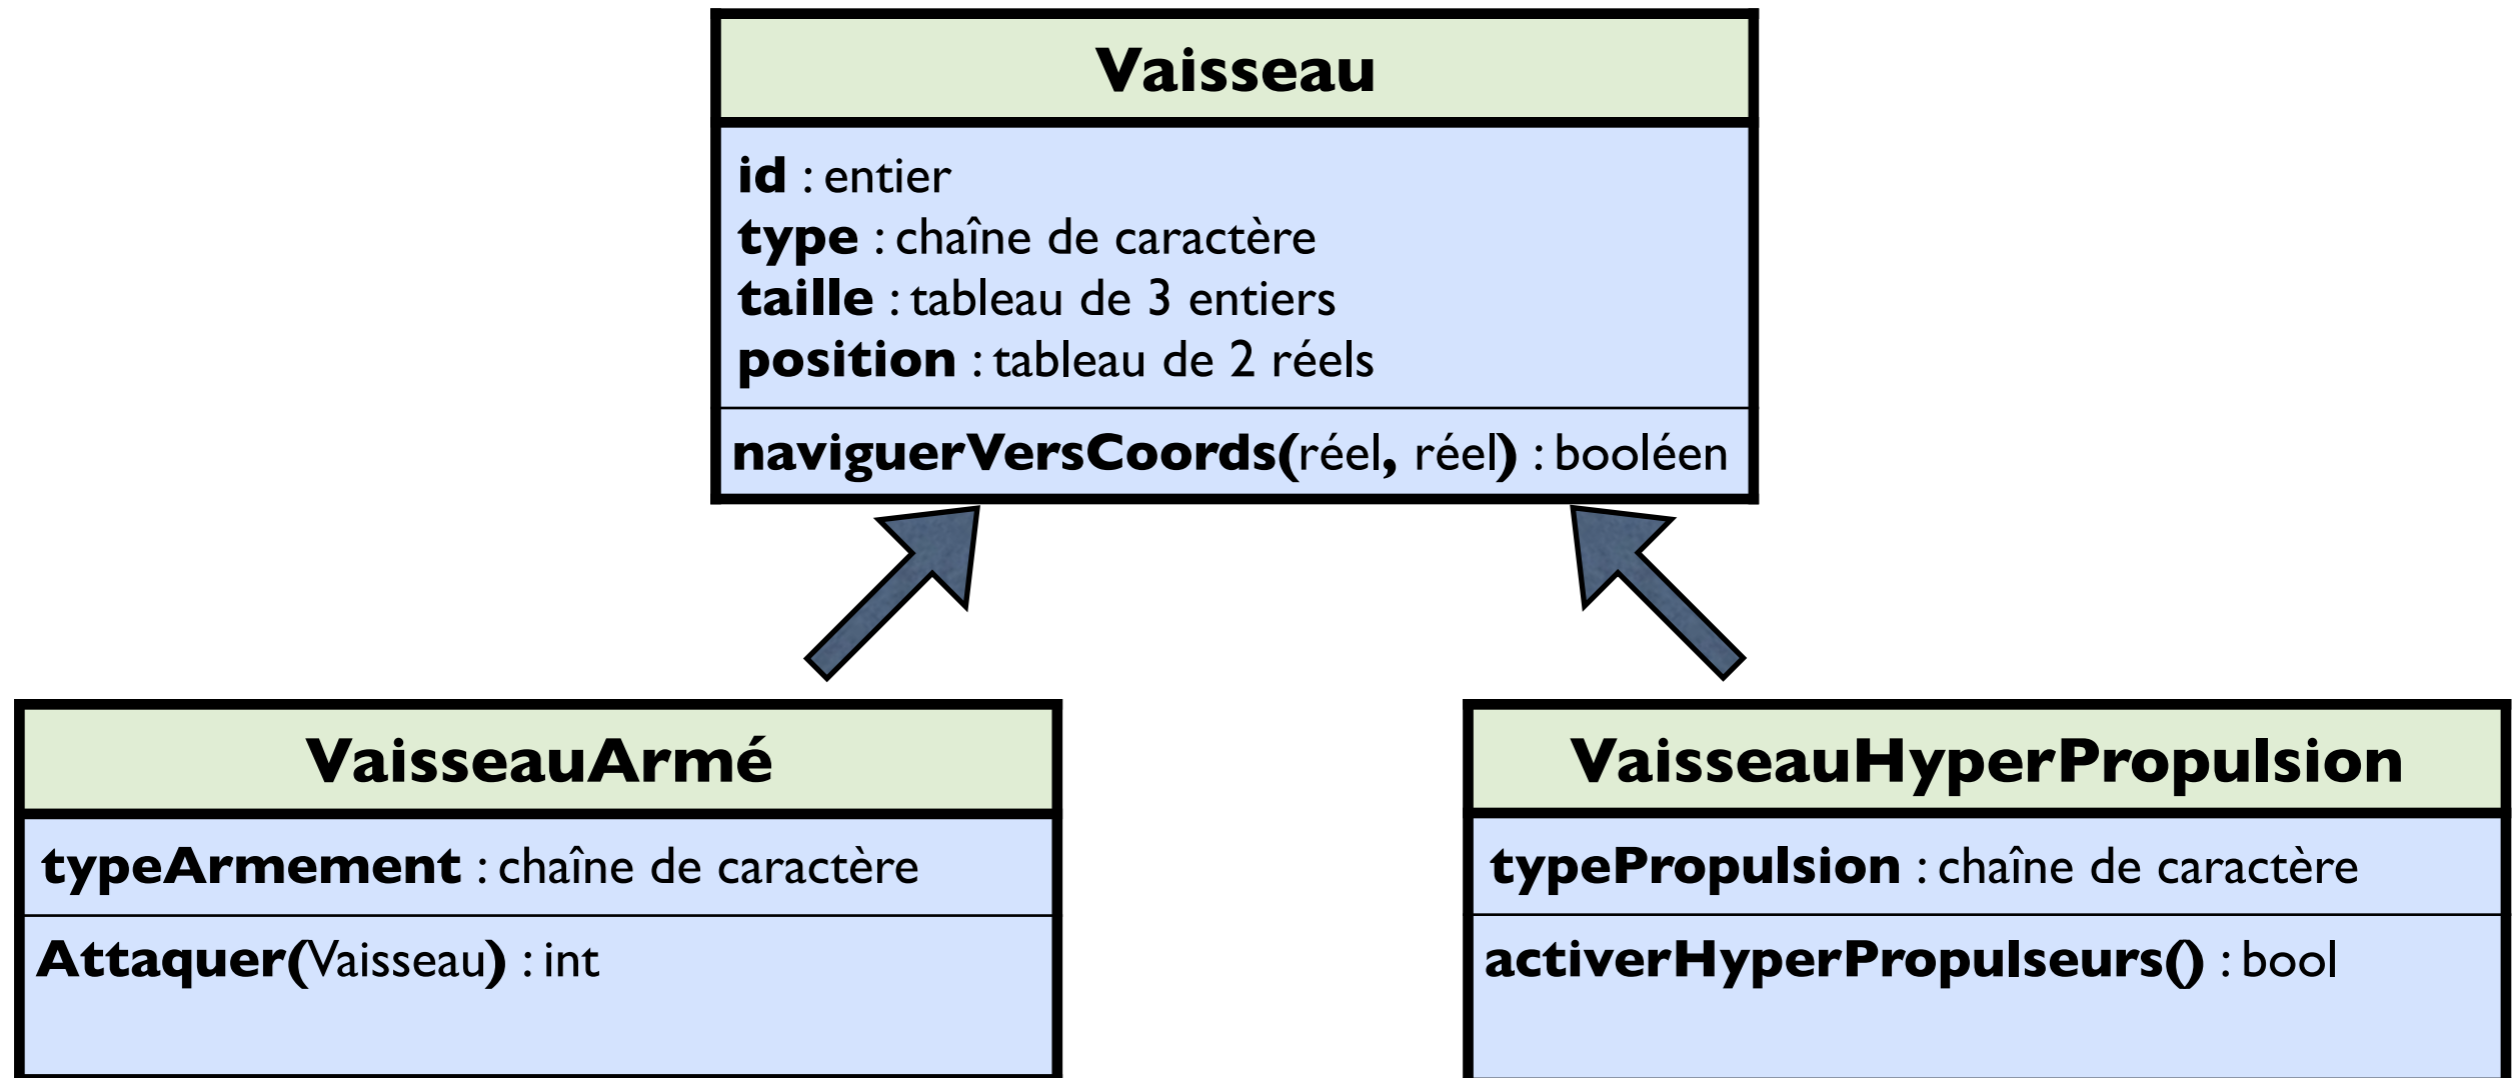 Vaisseau
id : entier
type : chaîne de caractère
taille : tableau de 3 entiers
position : tableau de 2 réels
naviguerVersCoords(réel, réel) : booléen
VaisseauArmé
typeArmement : chaîne de caractère
Attaquer(Vaisseau) : int
VaisseauHyperPropulsion
typePropulsion : chaîne de caractère
activerHyperPropulseurs() : bool